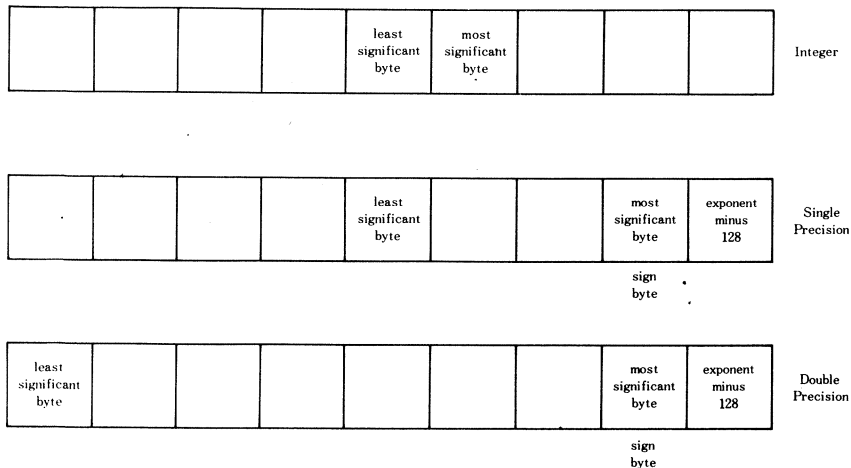 least
significant
byte
most
significant
byte
Integer
least
significant
byte
most
significant
byte
exponent
minus
128
Single
Precision
sign
byte
least
significant
byte
most
significant
byte
exponent
minus
128
Double
Precision
sign
byte